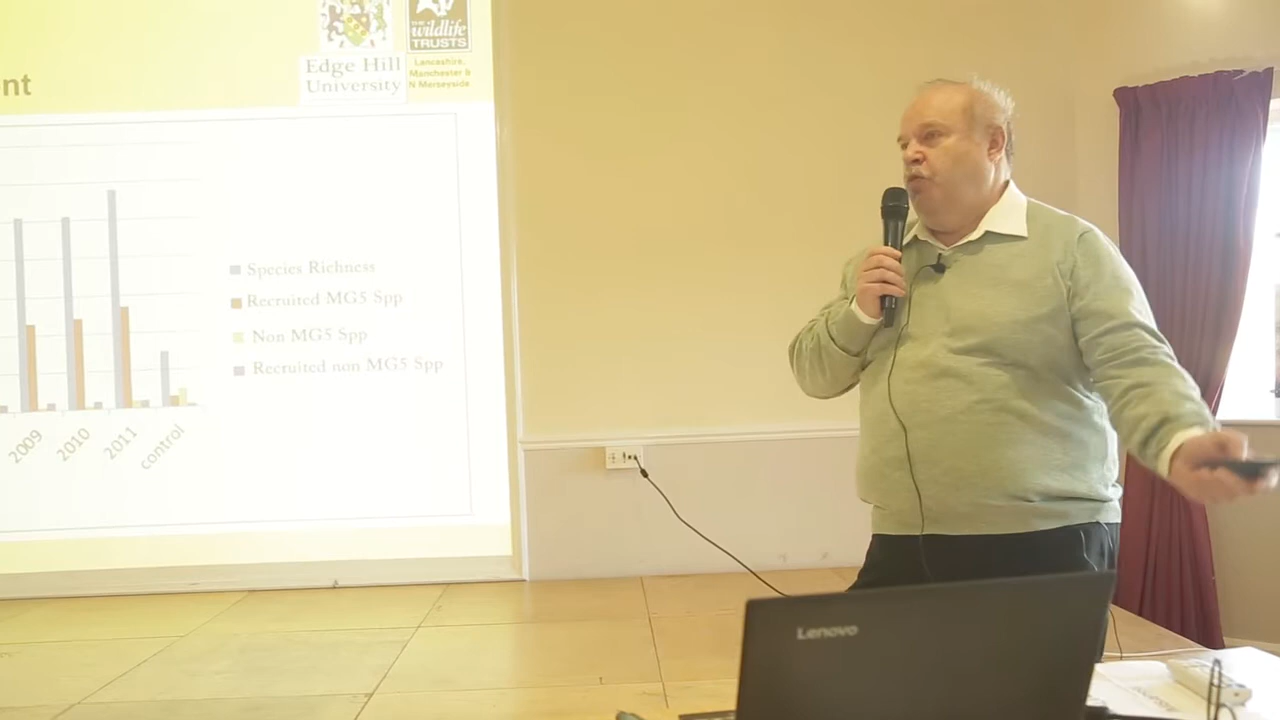 nt
Edge Hill
University
the
wildlife
TRUSTS
Lancashire,
Manchester &
N Merseyside
Species Richness
Recruited MG5 Spp
Non MG5 Spp
Recruited non MG5 Spp
2009
2010
2011
control
Lenovo